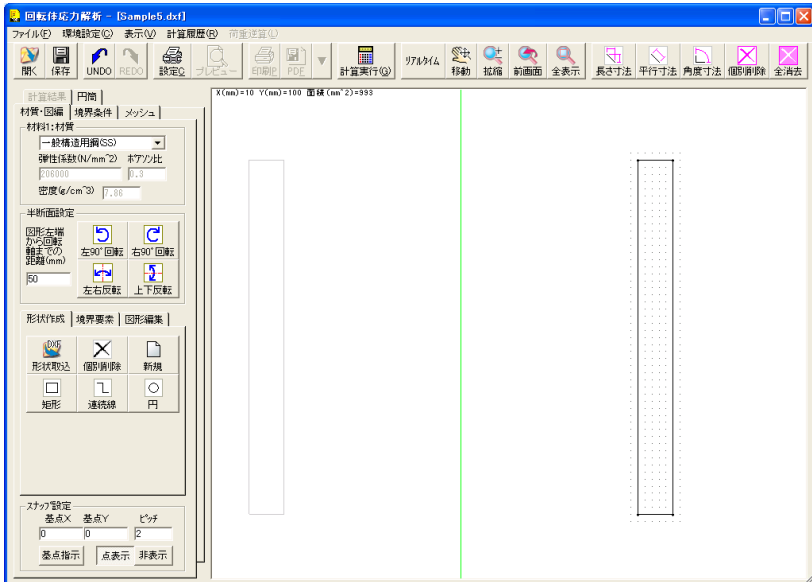 回転体応力解析 - [Sample5.dxf]
ファイル(F) 環境設定(C) 表示(V) 計算履歴(R) 荷重逆算(L)
開く 保存 UNDO REDO 設定Q プレビュー 印刷P PDF 計算実行(G) リアルタイム 移動 拡縮 前画面 全表示 長さ寸法 平行寸法 角度寸法 個別削除 全消去
計算結果 円筒
材質・図編 境界条件 メッシュ
材料1:材質
一般構造用鋼(SS)
弾性係数(N/mm^2) ポアソン比
206000 0.3
密度(g/cm^3) 7.86
半断面設定
図形左端
から回転
軸までの
距離(mm)
50
左90°回転 右90°回転
左右反転 上下反転
形状作成 境界要素 図形編集
DXF
形状取込 個別削除 新規
矩形 連続線 円
スナップ設定
基点X 基点Y ピッチ
0 0 2
基点指示 点表示 非表示
X(mm)=10 Y(mm)=100 面積(mm^2)=993